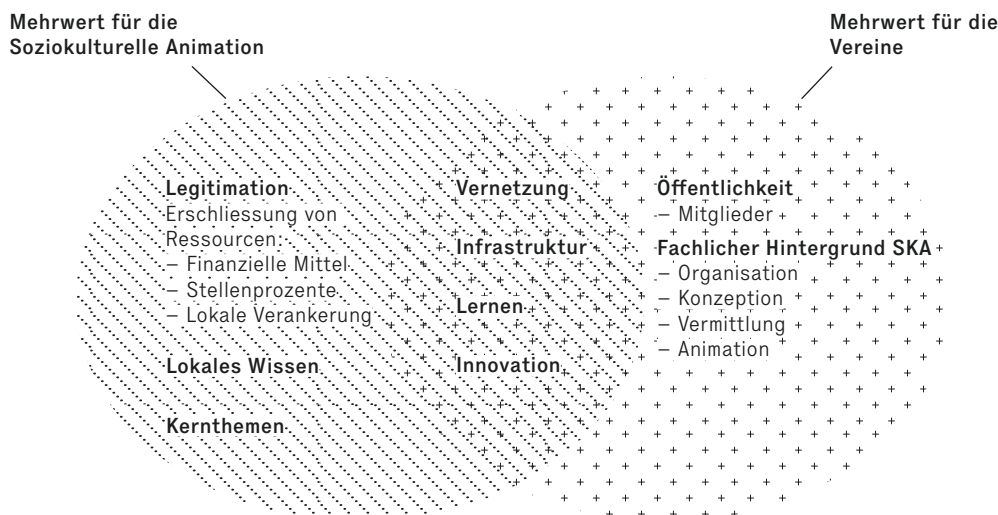 Mehrwert für die
Soziokulturelle Animation
Mehrwert für die
Vereine
Legitimation
Erschliessung von
Ressourcen:
– Finanzielle Mittel
– Stellenprozente
– Lokale Verankerung
Lokales Wissen
Kernthemen
Vernetzung
Infrastruktur
Lernen
Innovation
Öffentlichkeit
– Mitglieder
Fachlicher Hintergrund SKA
– Organisation
– Konzeption
– Vermittlung
– Animation